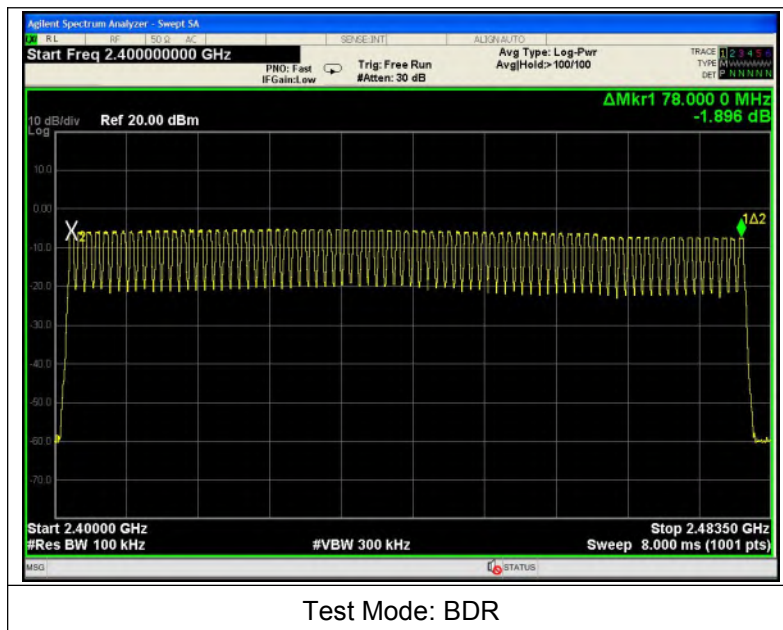 Agilent Spectrum Analyzer - Swept SA
RL RF 50 Ω AC SENSE:INT ALIGNAUTO
Start Freq 2.400000000 GHz
PNO: Fast
IFGain:Low
Trig: Free Run
#Atten: 30 dB
Avg Type: Log-Pwr
Avg|Hold:>100/100
TRACE 1 2 3 4 5 6
TYPE M
DET P N N N N N
ΔMkr1 78.000 0 MHz
-1.896 dB
10 dB/div Ref 20.00 dBm
Log
10.0
0.00
-10.0
-20.0
-30.0
-40.0
-50.0
-60.0
-70.0
X2
1Δ2
Start 2.40000 GHz
#Res BW 100 kHz
#VBW 300 kHz
Stop 2.48350 GHz
Sweep 8.000 ms (1001 pts)
MSG
STATUS
Test Mode: BDR